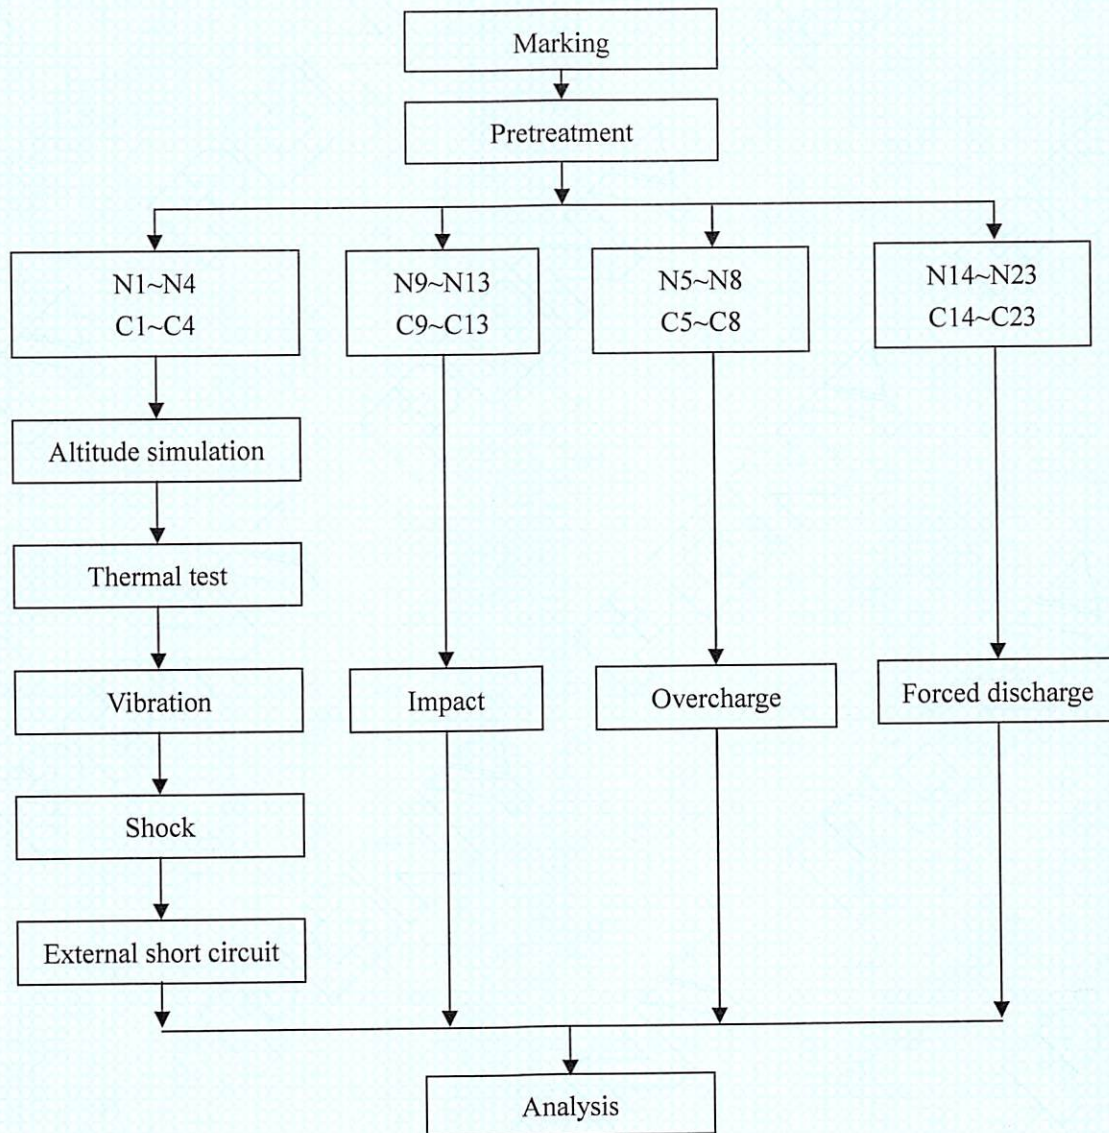 Marking
Pretreatment
N1~N4
C1~C4
N9~N13
C9~C13
N5~N8
C5~C8
N14~N23
C14~C23
Altitude simulation
Thermal test
Vibration
Impact
Overcharge
Forced discharge
Shock
External short circuit
Analysis